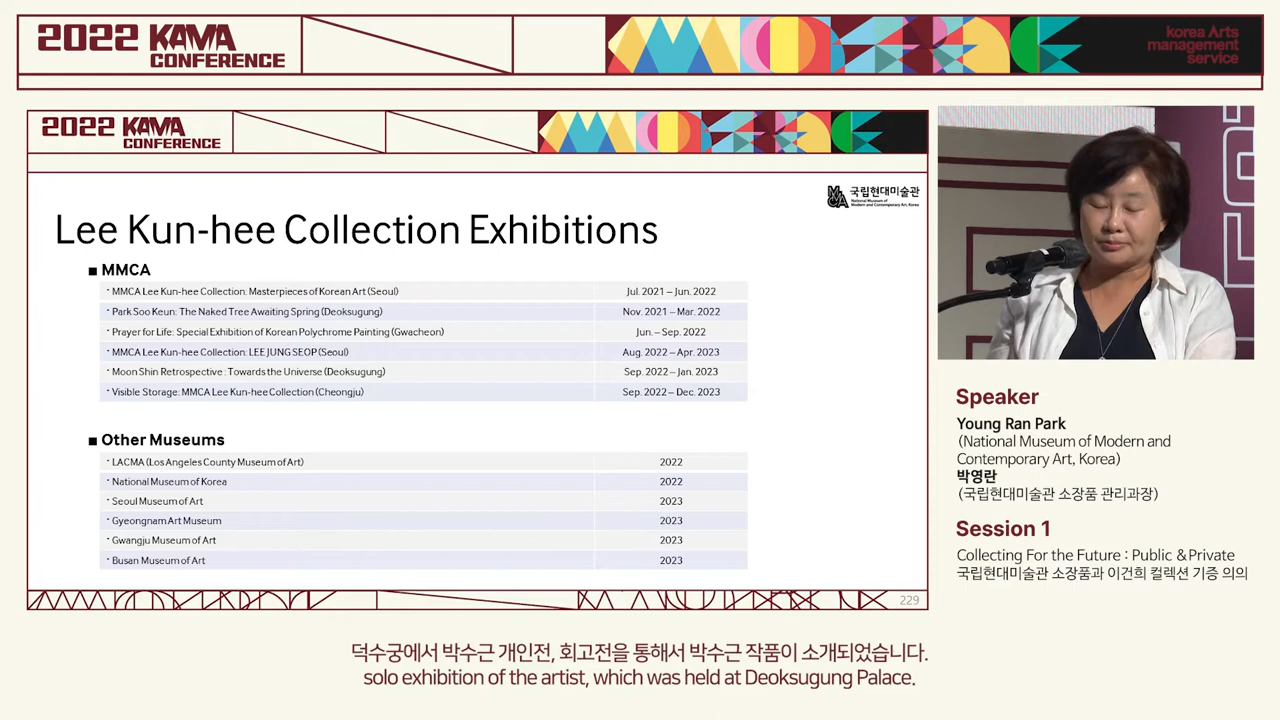 2022 KAMA
CONFERENCE
korea Arts
management
service
2022 KAMA
CONFERENCE
국립현대미술관
National Museum of
Modern and Contemporary Art, Korea
Lee Kun-hee Collection Exhibitions
■ MMCA
· MMCA Lee Kun-hee Collection: Masterpieces of Korean Art (Seoul) Jul. 2021 – Jun. 2022
· Park Soo Keun: The Naked Tree Awaiting Spring (Deoksugung) Nov. 2021 – Mar. 2022
· Prayer for Life: Special Exhibition of Korean Polychrome Painting (Gwacheon) Jun. – Sep. 2022
· MMCA Lee Kun-hee Collection: LEE JUNG SEOP (Seoul) Aug. 2022 – Apr. 2023
· Moon Shin Retrospective : Towards the Universe (Deoksugung) Sep. 2022 – Jan. 2023
· Visible Storage: MMCA Lee Kun-hee Collection (Cheongju) Sep. 2022 – Dec. 2023
■ Other Museums
· LACMA (Los Angeles County Museum of Art) 2022
· National Museum of Korea 2022
· Seoul Museum of Art 2023
· Gyeongnam Art Museum 2023
· Gwangju Museum of Art 2023
· Busan Museum of Art 2023
229
Speaker
Young Ran Park
(National Museum of Modern and
Contemporary Art, Korea)
박영란
(국립현대미술관 소장품 관리과장)
Session 1
Collecting For the Future : Public & Private
국립현대미술관 소장품과 이건희 컬렉션 기증 의의
덕수궁에서 박수근 개인전, 회고전을 통해서 박수근 작품이 소개되었습니다.
solo exhibition of the artist, which was held at Deoksugung Palace.